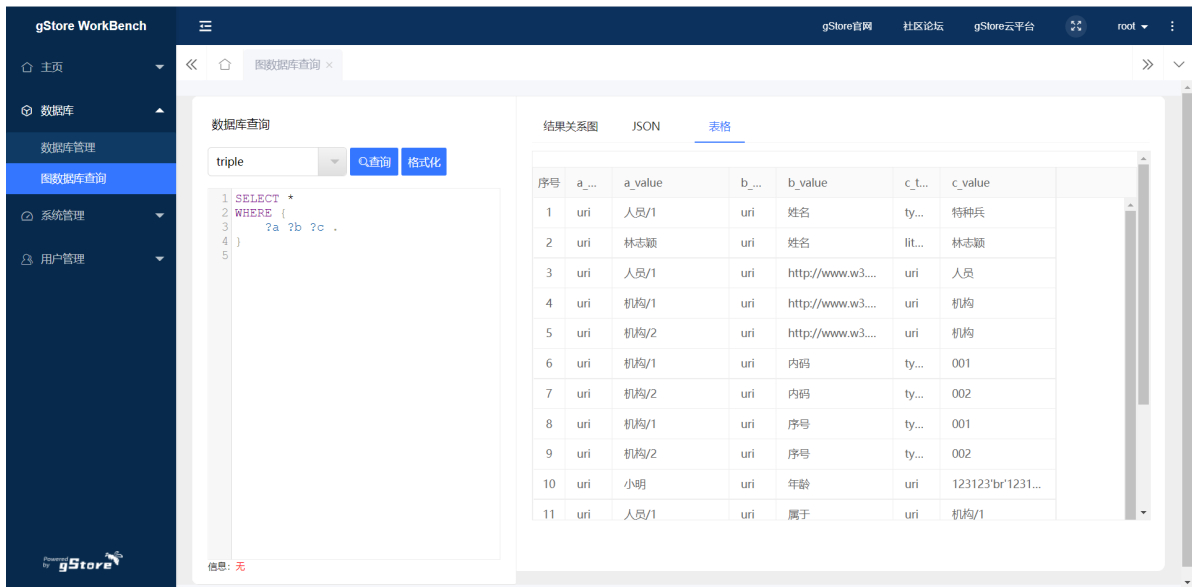 gStore WorkBench
gStore官网 社区论坛 gStore云平台 root
主页
图数据库查询 ×
数据库
数据库管理
图数据库查询
系统管理
用户管理
数据库查询
triple 查询 格式化
1 SELECT *
2 WHERE {
3 ?a ?b ?c .
4 }
5
信息: 无
结果关系图 JSON 表格
序号 a_... a_value b_... b_value c_t... c_value
1 uri 人员/1 uri 姓名 ty... 特种兵
2 uri 林志颖 uri 姓名 lit... 林志颖
3 uri 人员/1 uri http://www.w3.... uri 人员
4 uri 机构/1 uri http://www.w3.... uri 机构
5 uri 机构/2 uri http://www.w3.... uri 机构
6 uri 机构/1 uri 内码 ty... 001
7 uri 机构/2 uri 内码 ty... 002
8 uri 机构/1 uri 序号 ty... 001
9 uri 机构/2 uri 序号 ty... 002
10 uri 小明 uri 年龄 uri 123123'br'1231...
11 uri 人员/1 uri 属于 uri 机构/1
Powered by gStore